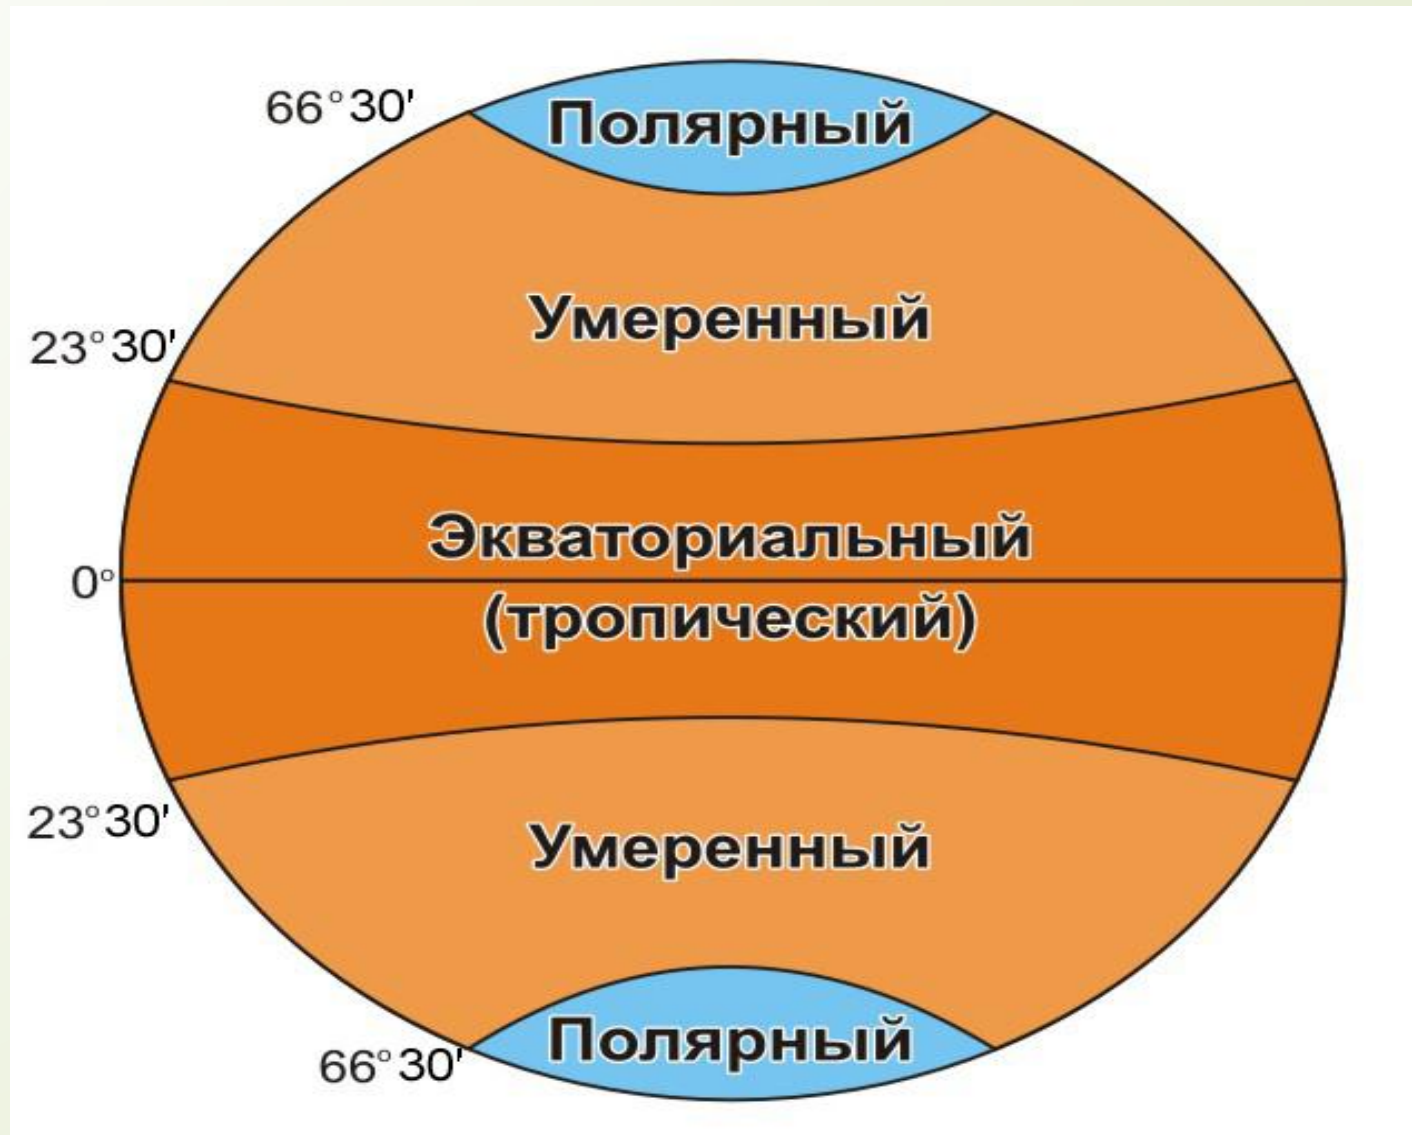 66°30'
Полярный
Умеренный
23°30'
Экваториальный
0°
(тропический)
23°30'
Умеренный
Полярный
66°30'